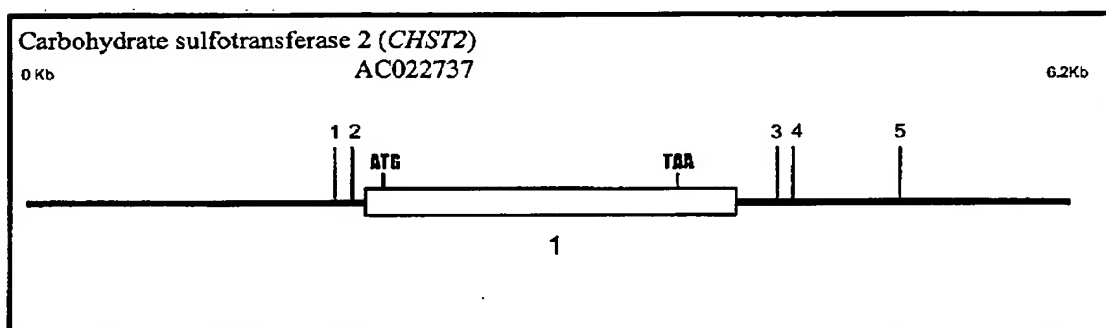 Carbohydrate sulfotransferase 2 (CHST2)
0 Kb AC022737 6.2Kb
1 2 3 4 5
ATG TAA
1